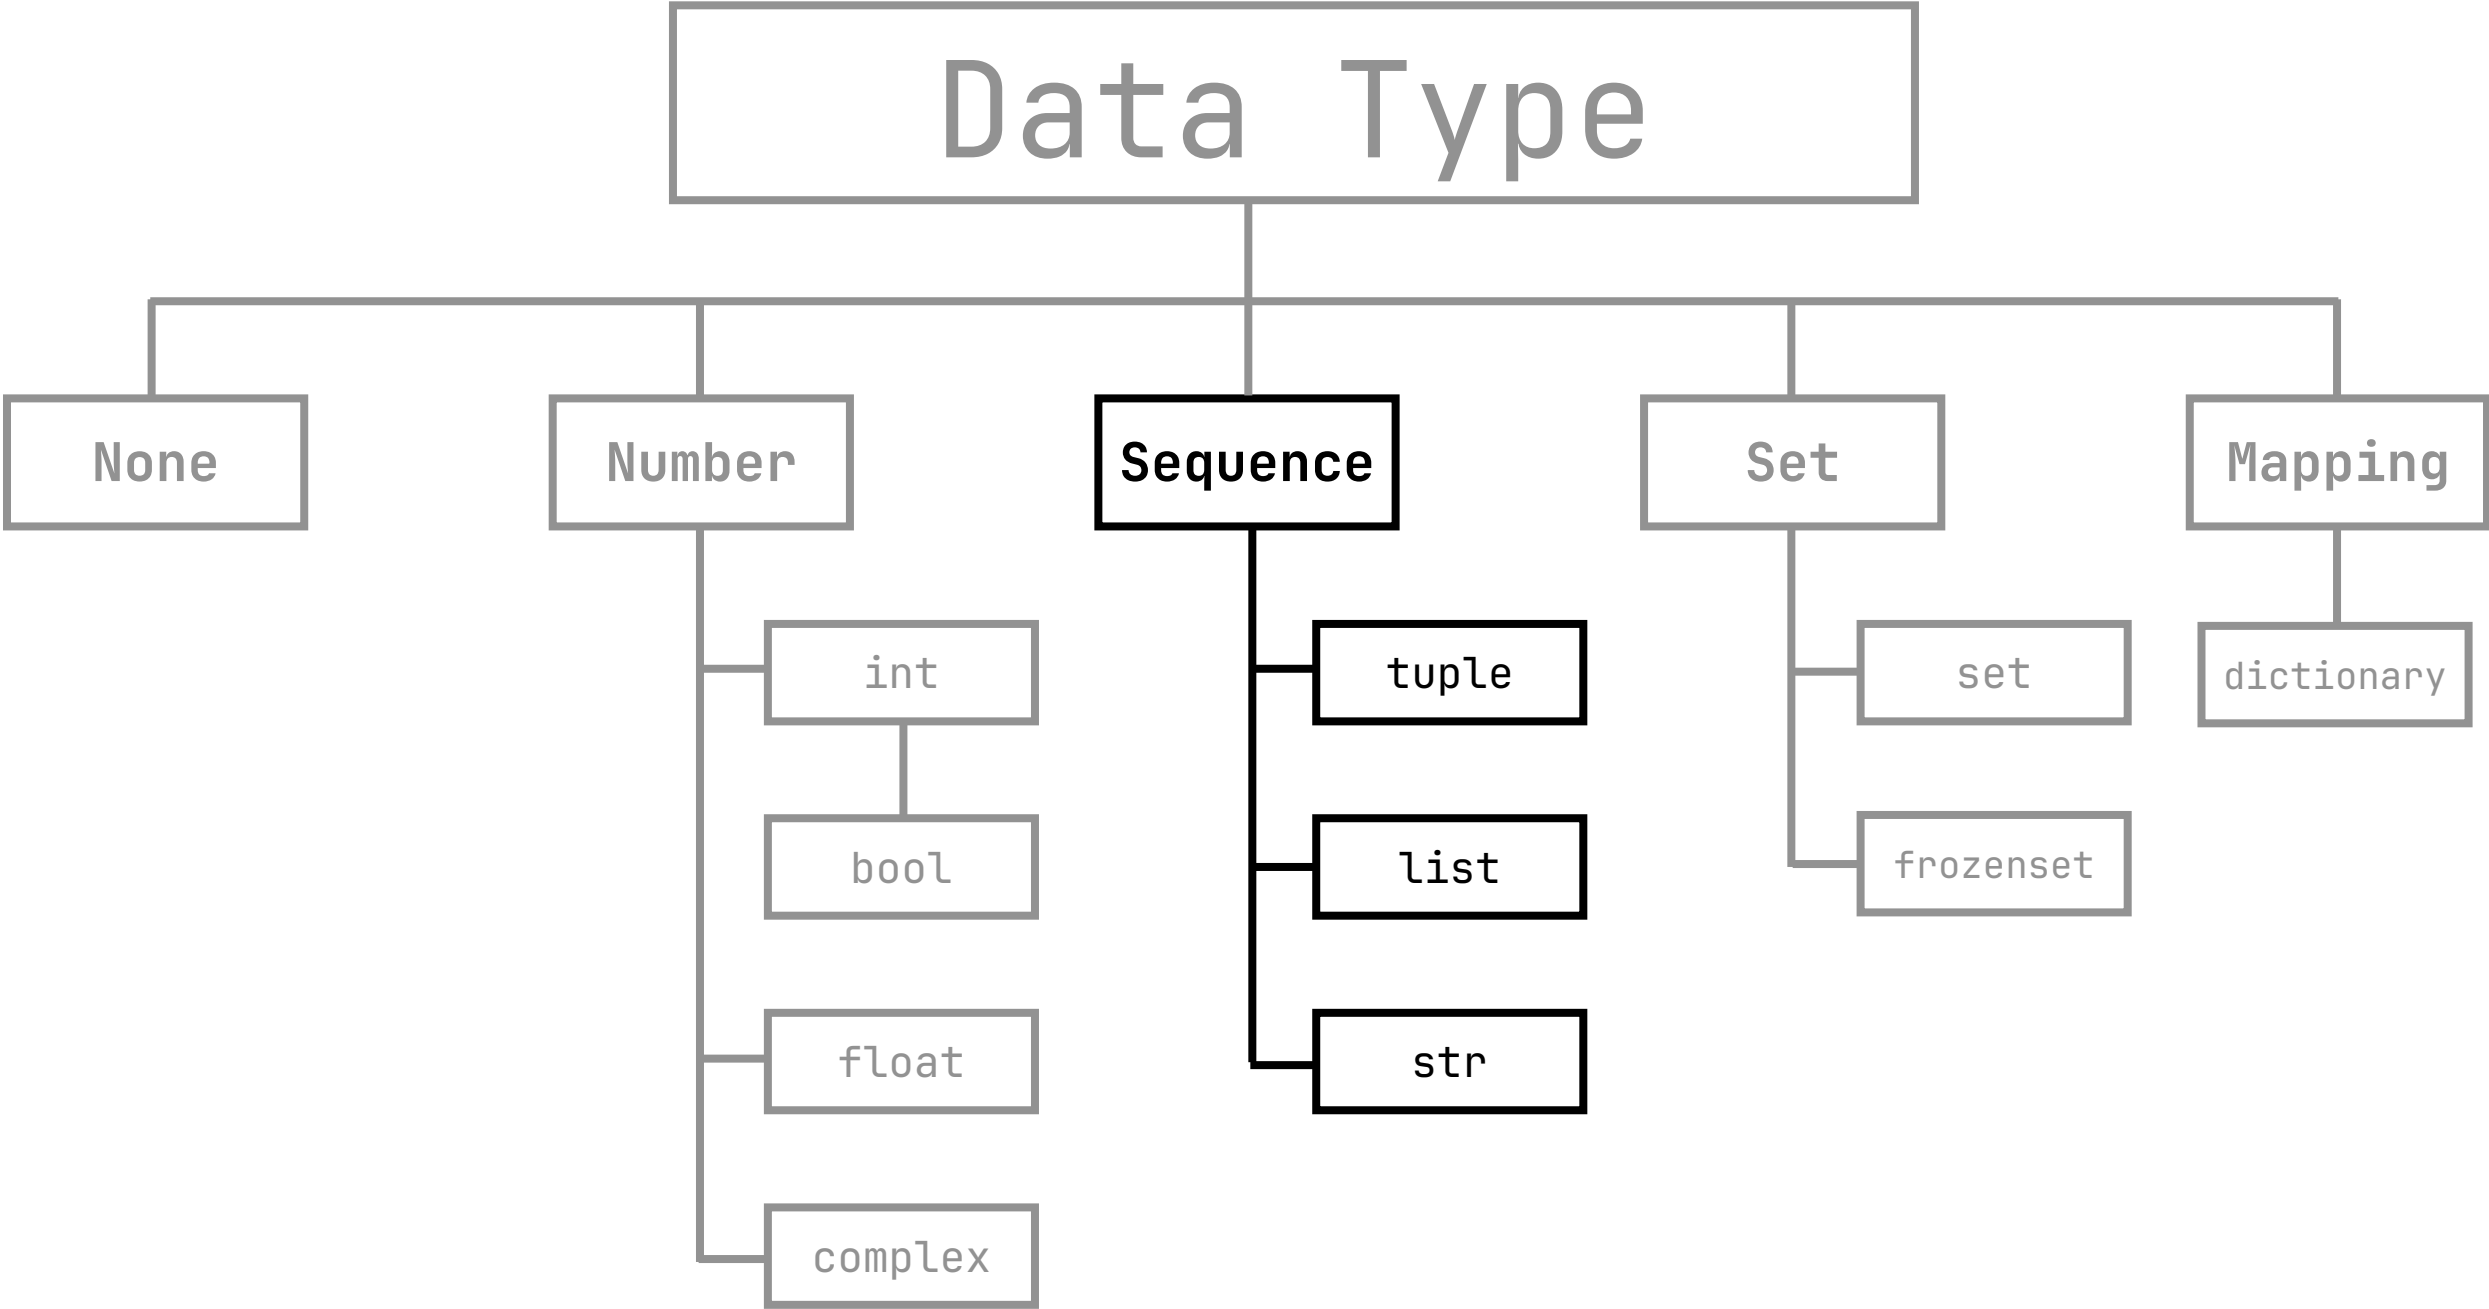 Data Type
None
Number
Sequence
Set
Mapping
int
tuple
set
dictionary
bool
list
frozenset
float
str
complex